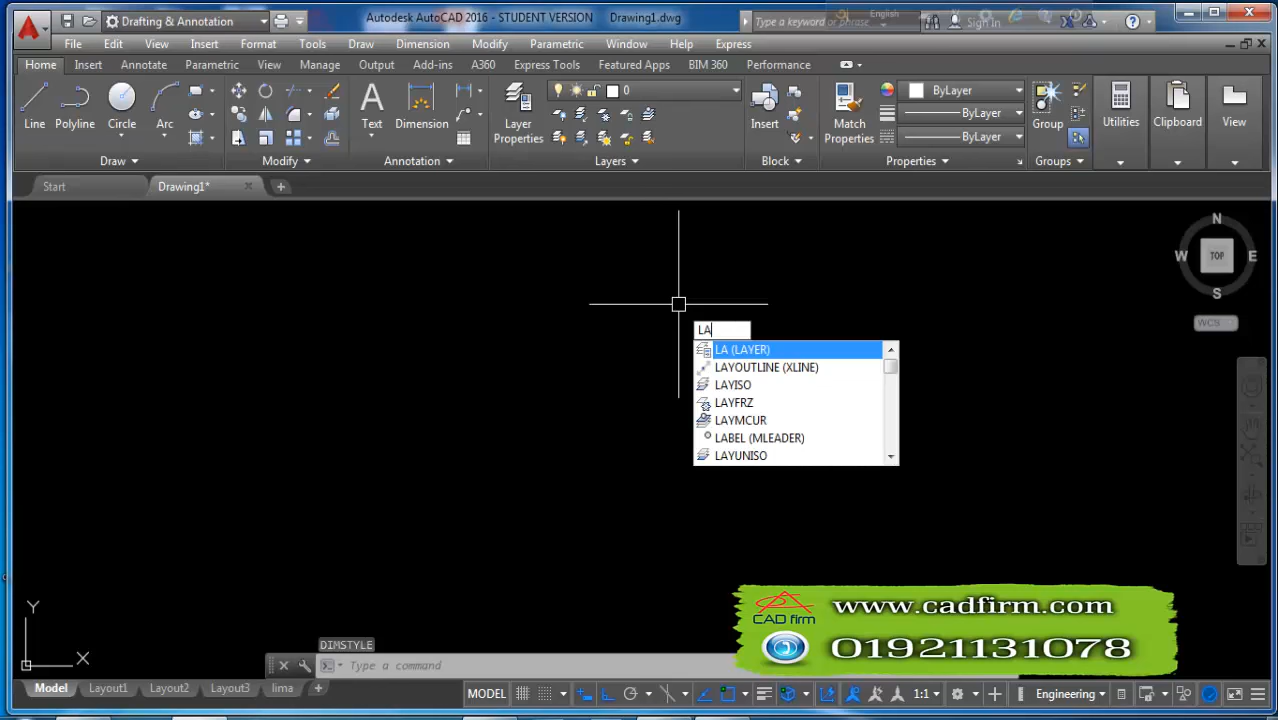 Drafting & Annotation
Autodesk AutoCAD 2016 - STUDENT VERSION Drawing1.dwg
Type a keyword or phrase
English
Sign In
File Edit View Insert Format Tools Draw Dimension Modify Parametric Window Help Express
Home Insert Annotate Parametric View Manage Output Add-ins A360 Express Tools Featured Apps BIM 360 Performance
Line Polyline Circle Arc
Text Dimension
Layer Properties
0
Insert
Match Properties
ByLayer
ByLayer
ByLayer
Group
Utilities
Clipboard
View
Draw Modify Annotation Layers Block Properties Groups
Start Drawing1*
N
W TOP E
S
WCS
LA
LA (LAYER)
LAYOUTLINE (XLINE)
LAYISO
LAYFRZ
LAYMCUR
LABEL (MLEADER)
LAYUNISO
Y
X
DIMSTYLE
Type a command
CAD firm
www.cadfirm.com
01921131078
Model Layout1 Layout2 Layout3 lima
MODEL 1:1 Engineering